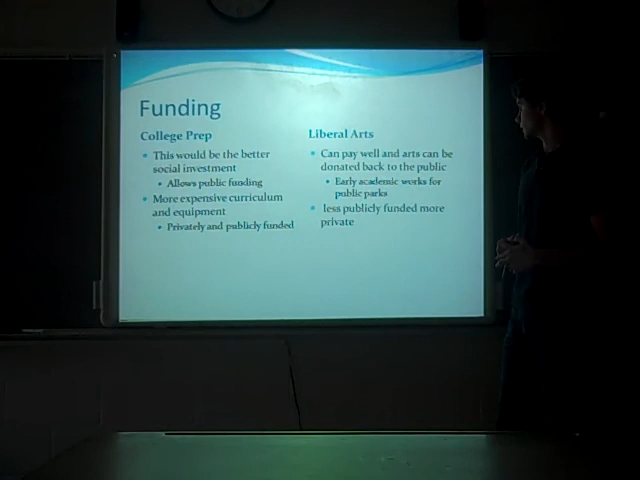 Funding
College Prep
This would be the better
social investment
Allows public funding
More expensive curriculum
and equipment
Privately and publicly funded
Liberal Arts
Can pay well and arts can be
donated back to the public
Early academic works for
public parks
less publicly funded more
private